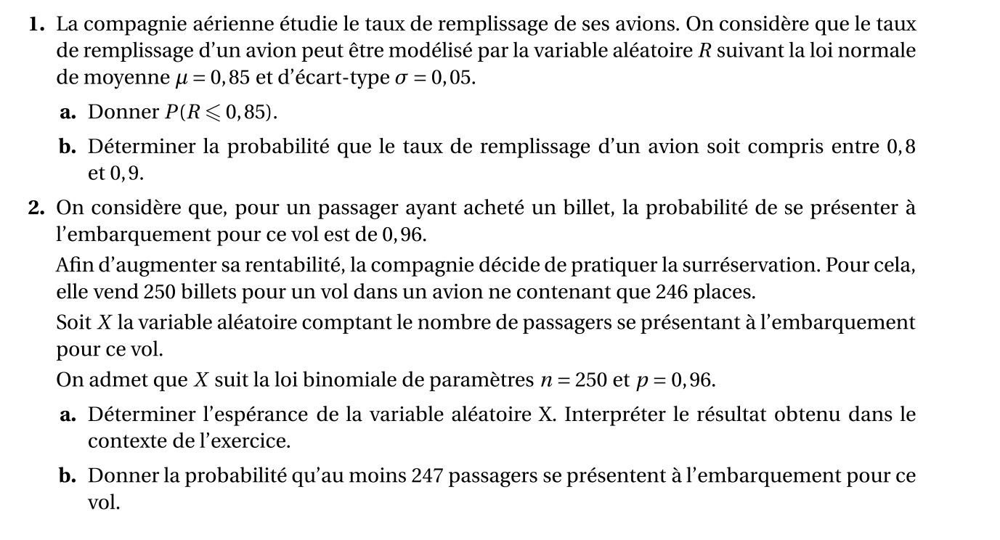 1. La compagnie aérienne étudie le taux de remplissage de ses avions. On considère que le taux
de remplissage d'un avion peut être modélisé par la variable aléatoire R suivant la loi normale
de moyenne μ = 0,85 et d'écart-type σ = 0,05.
a. Donner P(R ⩽ 0,85).
b. Déterminer la probabilité que le taux de remplissage d'un avion soit compris entre 0,8
et 0,9.
2. On considère que, pour un passager ayant acheté un billet, la probabilité de se présenter à
l'embarquement pour ce vol est de 0,96.
Afin d'augmenter sa rentabilité, la compagnie décide de pratiquer la surréservation. Pour cela,
elle vend 250 billets pour un vol dans un avion ne contenant que 246 places.
Soit X la variable aléatoire comptant le nombre de passagers se présentant à l'embarquement
pour ce vol.
On admet que X suit la loi binomiale de paramètres n = 250 et p = 0,96.
a. Déterminer l'espérance de la variable aléatoire X. Interpréter le résultat obtenu dans le
contexte de l'exercice.
b. Donner la probabilité qu'au moins 247 passagers se présentent à l'embarquement pour ce
vol.